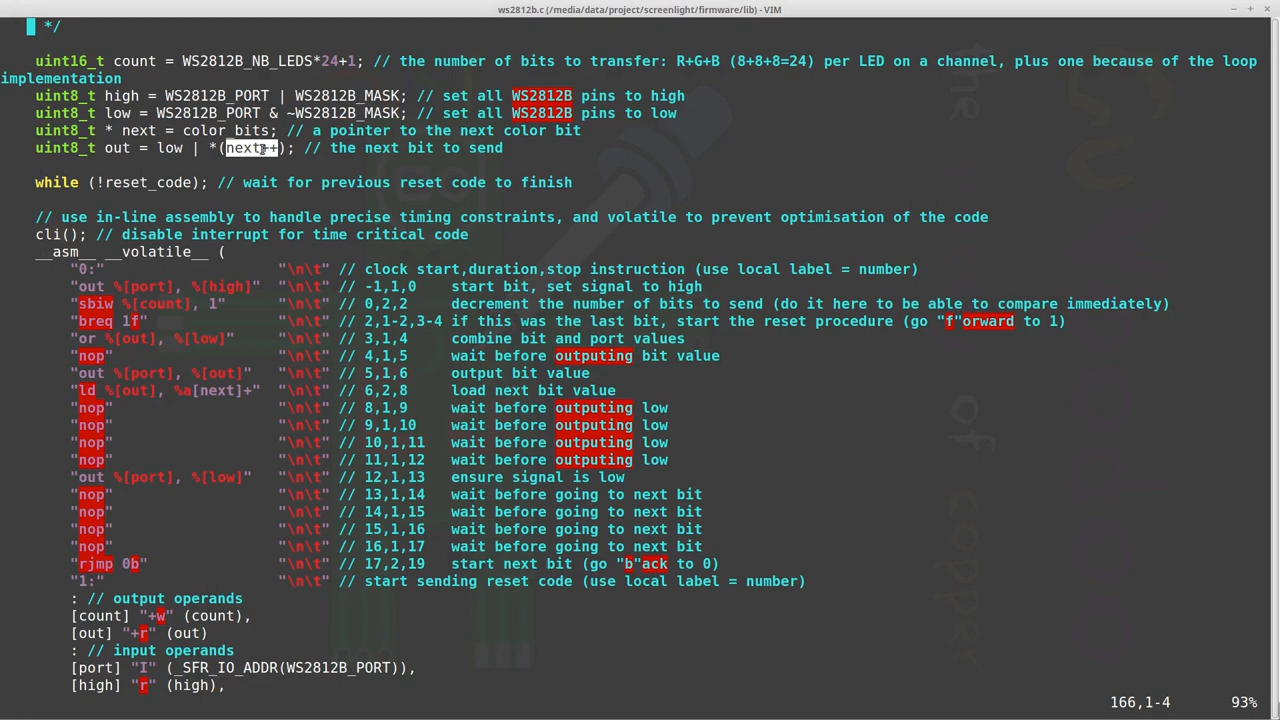 ws2812b.c (/media/data/project/screenlight/firmware/lib) - VIM
*/
uint16_t count = WS2812B_NB_LEDS*24+1; // the number of bits to transfer: R+G+B (8+8+8=24) per LED on a channel, plus one because of the loop
implementation
uint8_t high = WS2812B_PORT | WS2812B_MASK; // set all WS2812B pins to high
uint8_t low = WS2812B_PORT & ~WS2812B_MASK; // set all WS2812B pins to low
uint8_t * next = color_bits; // a pointer to the next color bit
uint8_t out = low | *(next++); // the next bit to send
while (!reset_code); // wait for previous reset code to finish
// use in-line assembly to handle precise timing constraints, and volatile to prevent optimisation of the code
cli(); // disable interrupt for time critical code
__asm__ __volatile__ (
"0:" "\n\t" // clock start,duration,stop instruction (use local label = number)
"out %[port], %[high]" "\n\t" // -1,1,0 start bit, set signal to high
"sbiw %[count], 1" "\n\t" // 0,2,2 decrement the number of bits to send (do it here to be able to compare immediately)
"breq 1f" "\n\t" // 2,1-2,3-4 if this was the last bit, start the reset procedure (go "f"orward to 1)
"or %[out], %[low]" "\n\t" // 3,1,4 combine bit and port values
"nop" "\n\t" // 4,1,5 wait before outputing bit value
"out %[port], %[out]" "\n\t" // 5,1,6 output bit value
"ld %[out], %a[next]+" "\n\t" // 6,2,8 load next bit value
"nop" "\n\t" // 8,1,9 wait before outputing low
"nop" "\n\t" // 9,1,10 wait before outputing low
"nop" "\n\t" // 10,1,11 wait before outputing low
"nop" "\n\t" // 11,1,12 wait before outputing low
"out %[port], %[low]" "\n\t" // 12,1,13 ensure signal is low
"nop" "\n\t" // 13,1,14 wait before going to next bit
"nop" "\n\t" // 14,1,15 wait before going to next bit
"nop" "\n\t" // 15,1,16 wait before going to next bit
"nop" "\n\t" // 16,1,17 wait before going to next bit
"rjmp 0b" "\n\t" // 17,2,19 start next bit (go "b"ack to 0)
"1:" "\n\t" // start sending reset code (use local label = number)
: // output operands
[count] "+w" (count),
[out] "+r" (out)
: // input operands
[port] "I" (_SFR_IO_ADDR(WS2812B_PORT)),
[high] "r" (high),
166,1-4 93%
the
of
copper